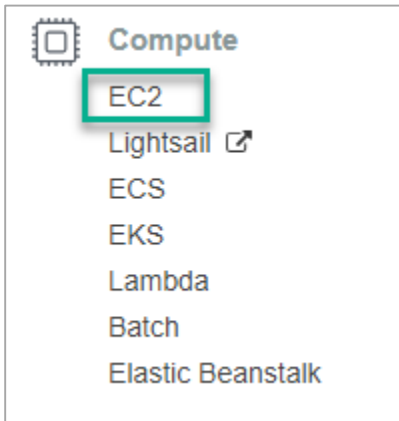 Compute
EC2
Lightsail
ECS
EKS
Lambda
Batch
Elastic Beanstalk